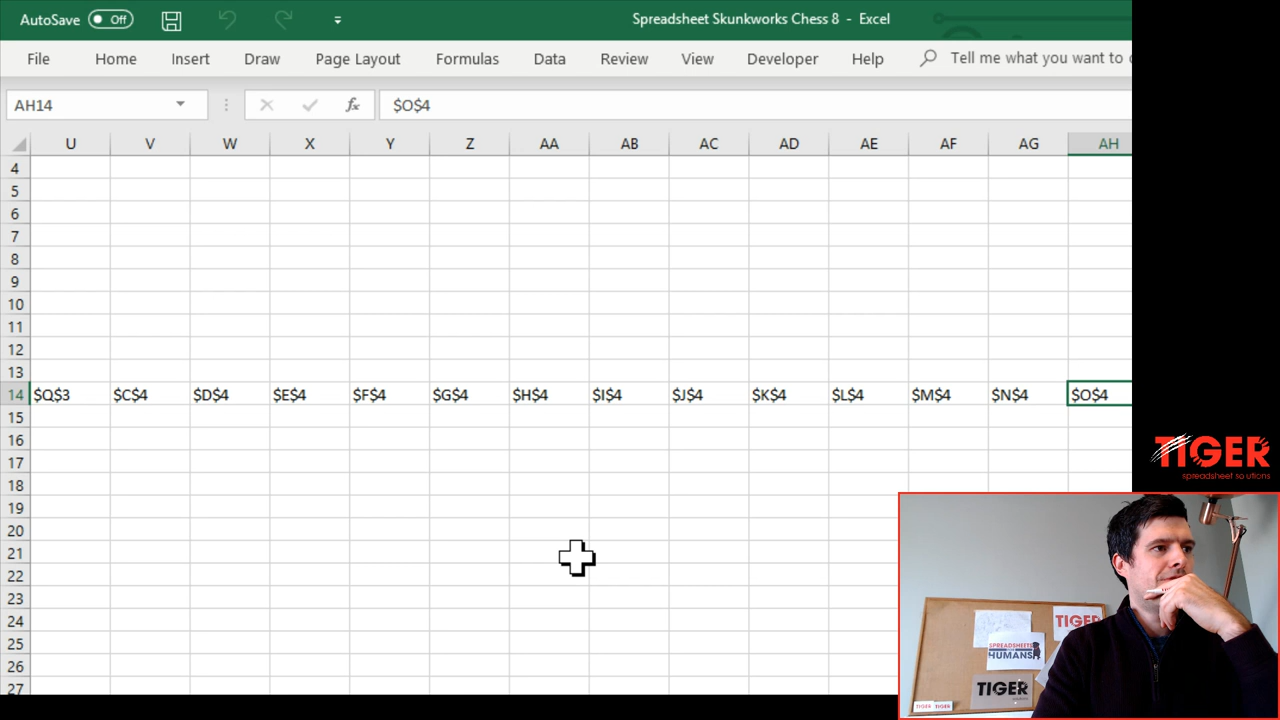 AutoSave Off Spreadsheet Skunkworks Chess 8 - Excel
File Home Insert Draw Page Layout Formulas Data Review View Developer Help Tell me what you want to
AH14 fx $O$4
U V W X Y Z AA AB AC AD AE AF AG AH
4
5
6
7
8
9
10
11
12
13
14 $Q$3 $C$4 $D$4 $E$4 $F$4 $G$4 $H$4 $I$4 $J$4 $K$4 $L$4 $M$4 $N$4 $O$4
15
16
17
18
19
20
21
22
23
24
25
26
27
TIGER
spreadsheet solutions
TIGER
SPREADSHEETS
HUMANS
TIGER
TIGER TIGER